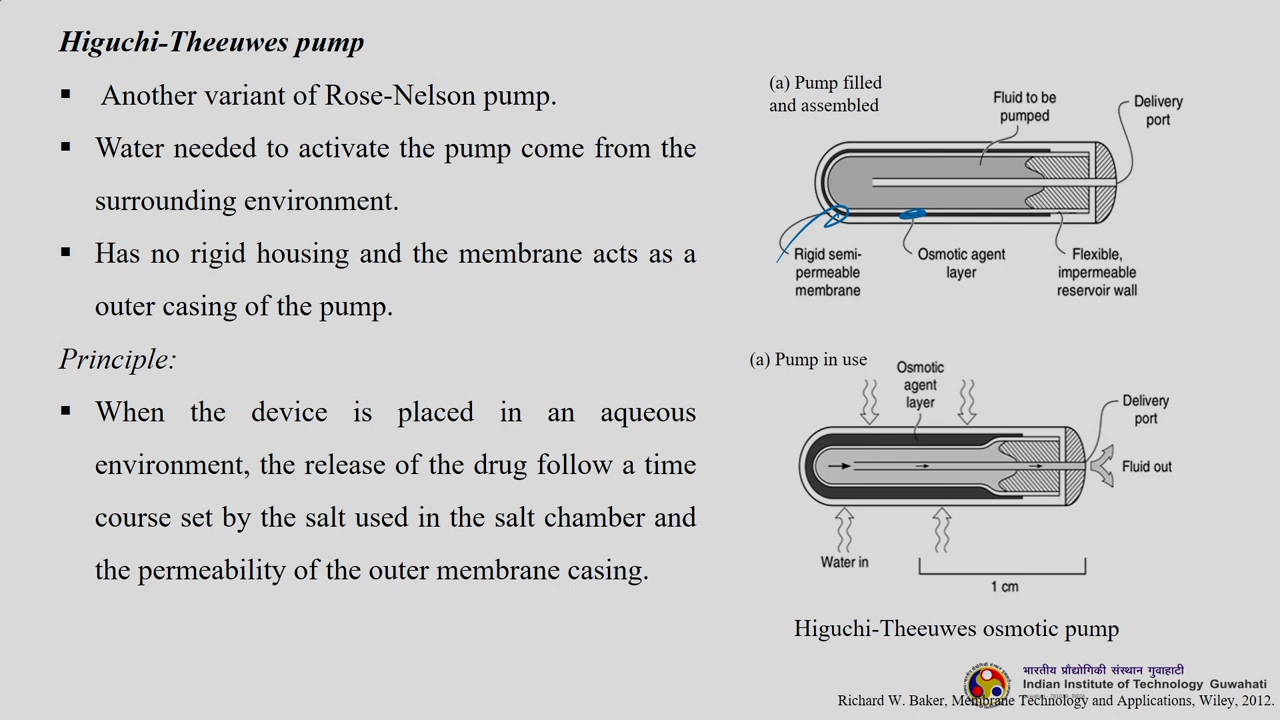 Higuchi-Theeuwes pump
▪ Another variant of Rose-Nelson pump.
▪ Water needed to activate the pump come from the
surrounding environment.
▪ Has no rigid housing and the membrane acts as a
outer casing of the pump.
Principle:
▪ When the device is placed in an aqueous
environment, the release of the drug follow a time
course set by the salt used in the salt chamber and
the permeability of the outer membrane casing.
(a) Pump filled
and assembled
Fluid to be
pumped
Delivery
port
Rigid semi-
permeable
membrane
Osmotic agent
layer
Flexible,
impermeable
reservoir wall
(a) Pump in use
Osmotic
agent
layer
Delivery
port
Fluid out
Water in
1 cm
Higuchi-Theeuwes osmotic pump
भारतीय प्रौद्योगिकी संस्थान गुवाहाटी
Indian Institute of Technology Guwahati
Richard W. Baker, Membrane Technology and Applications, Wiley, 2012.